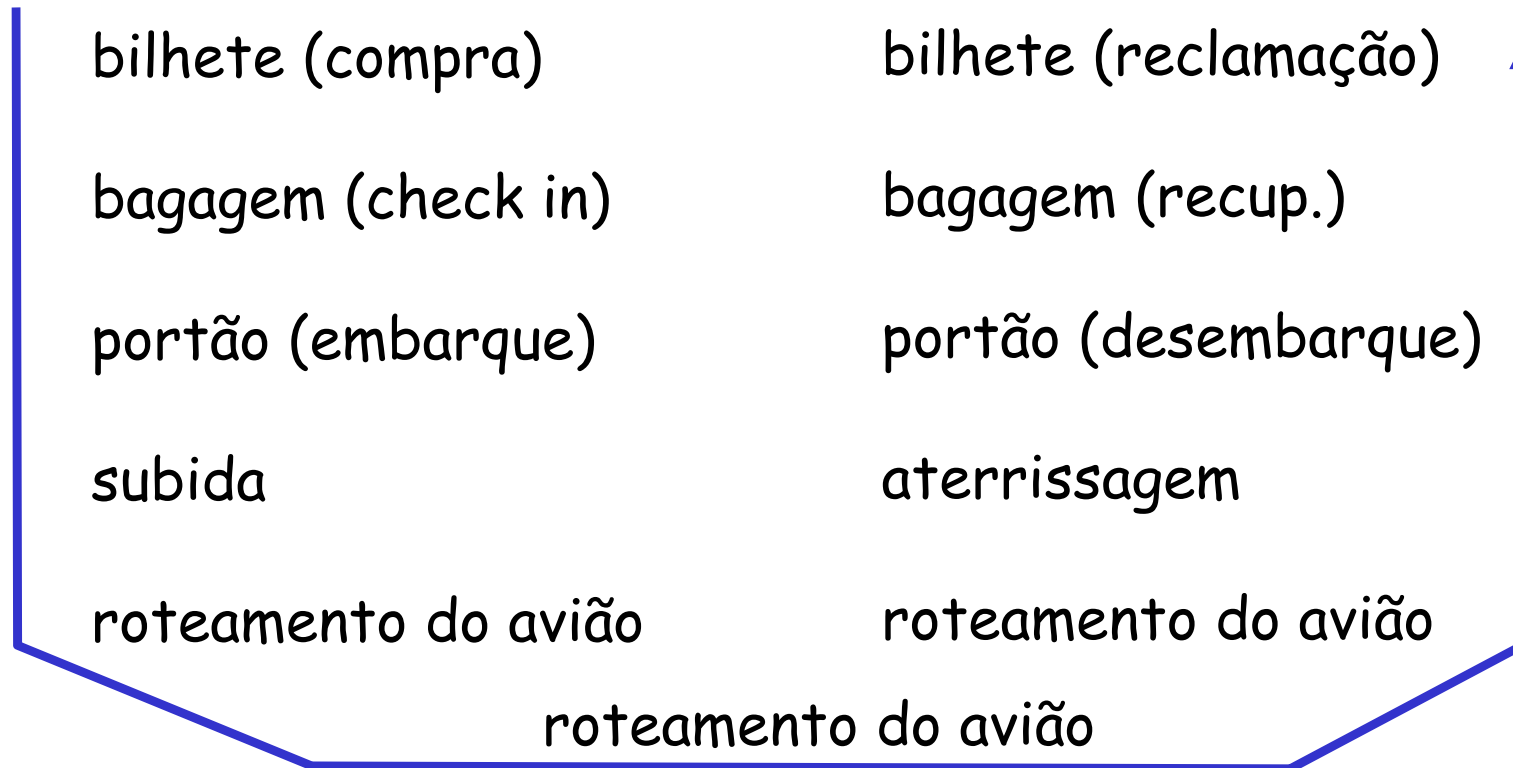 bilhete (compra)
bilhete (reclamação)
bagagem (check in)
bagagem (recup.)
portão (embarque)
portão (desembarque)
subida
aterrissagem
roteamento do avião
roteamento do avião
roteamento do avião